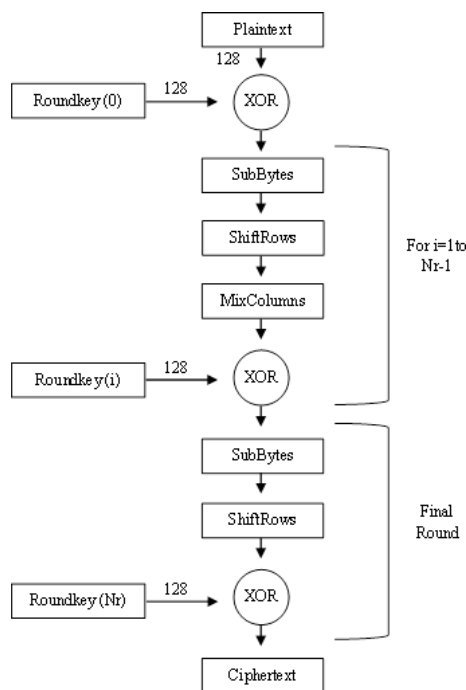 Plaintext
128
Roundkey(0)
128
XOR
SubBytes
ShiftRows
For i=1to
Nr-1
MixColumns
Roundkey(i)
128
XOR
SubBytes
ShiftRows
Final
Round
Roundkey(Nr)
128
XOR
Ciphertext